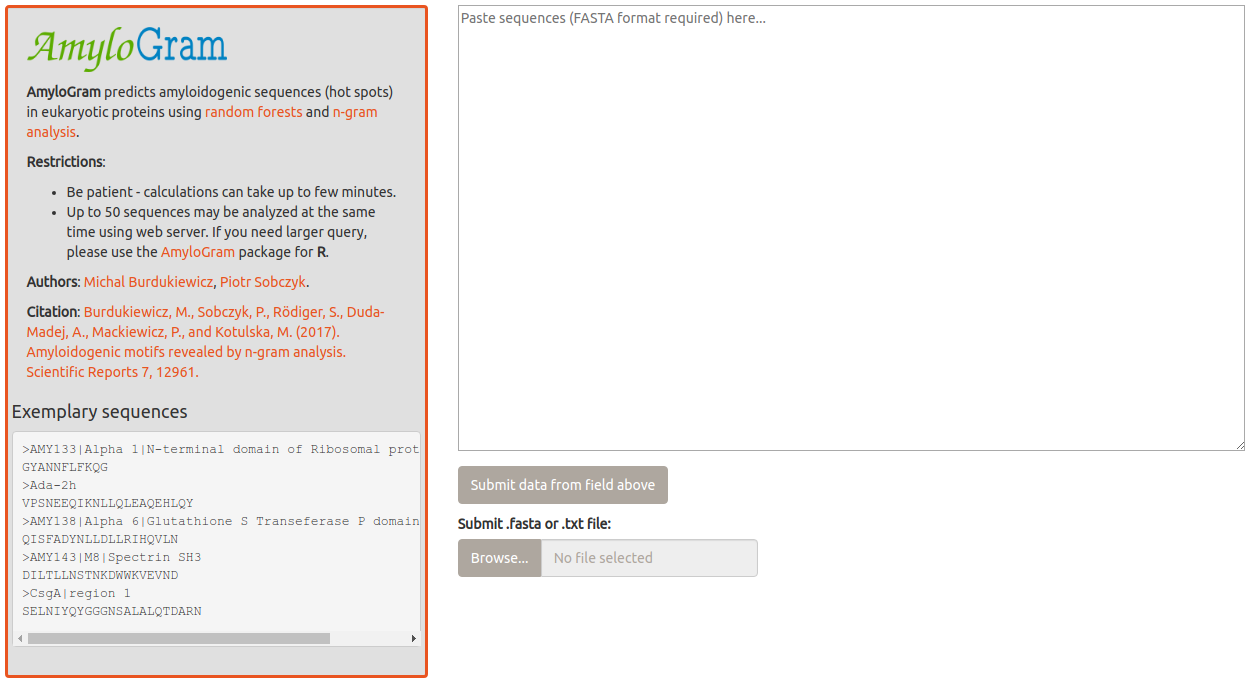 AmyloGram
AmyloGram predicts amyloidogenic sequences (hot spots)
in eukaryotic proteins using random forests and n-gram
analysis.
Restrictions:
• Be patient - calculations can take up to few minutes.
• Up to 50 sequences may be analyzed at the same
time using web server. If you need larger query,
please use the AmyloGram package for R.
Authors: Michal Burdukiewicz, Piotr Sobczyk.
Citation: Burdukiewicz, M., Sobczyk, P., Rödiger, S., Duda-
Madej, A., Mackiewicz, P., and Kotulska, M. (2017).
Amyloidogenic motifs revealed by n-gram analysis.
Scientific Reports 7, 12961.
Exemplary sequences
>AMY133|Alpha 1|N-terminal domain of Ribosomal prot
GYANNFLFKQG
>Ada-2h
VPSNEEQIKNLLQLEAQEHLQY
>AMY138|Alpha 6|Glutathione S Transeferase P domain
QISFADYNLLDLLRIHQVLN
>AMY143|M8|Spectrin SH3
DILTLLNSTNKDWWKVEVND
>CsgA|region 1
SELNIYQYGGGNSALALQTDARN
Paste sequences (FASTA format required) here...
Submit data from field above
Submit .fasta or .txt file:
Browse... No file selected